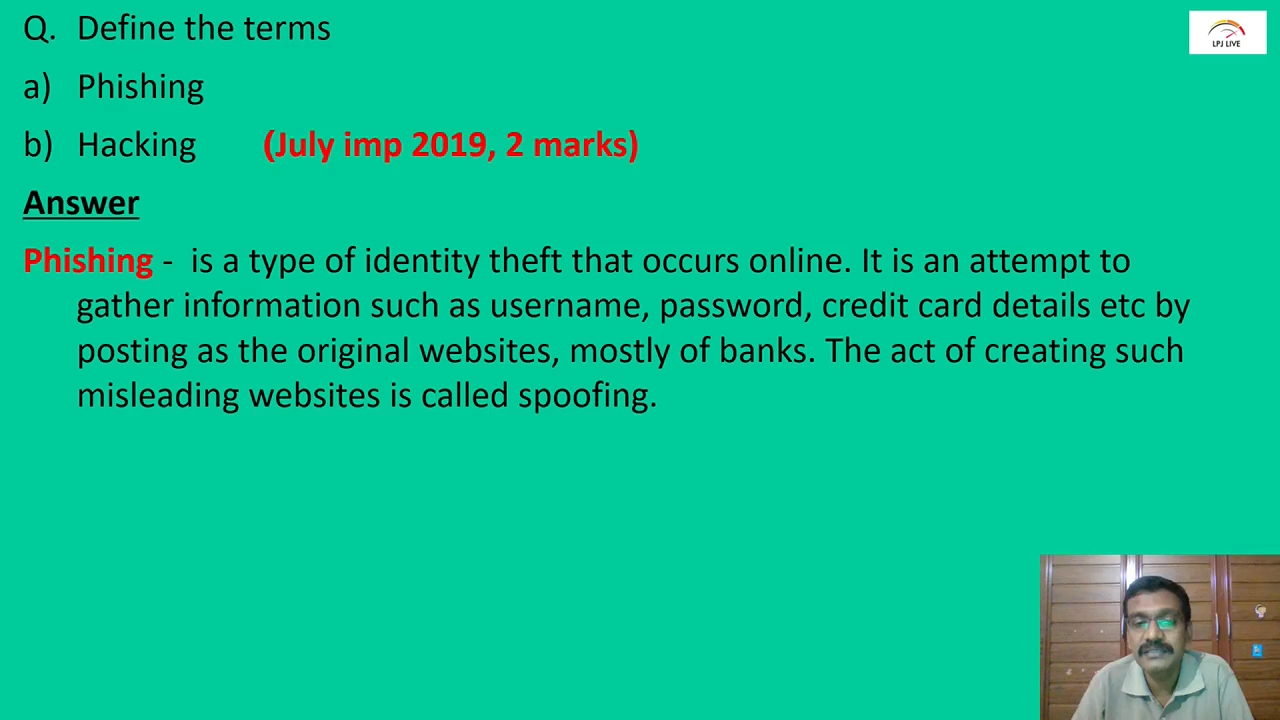 Q. Define the terms
LPJ LIVE
a) Phishing
b) Hacking (July imp 2019, 2 marks)
Answer
Phishing - is a type of identity theft that occurs online. It is an attempt to
gather information such as username, password, credit card details etc by
posting as the original websites, mostly of banks. The act of creating such
misleading websites is called spoofing.